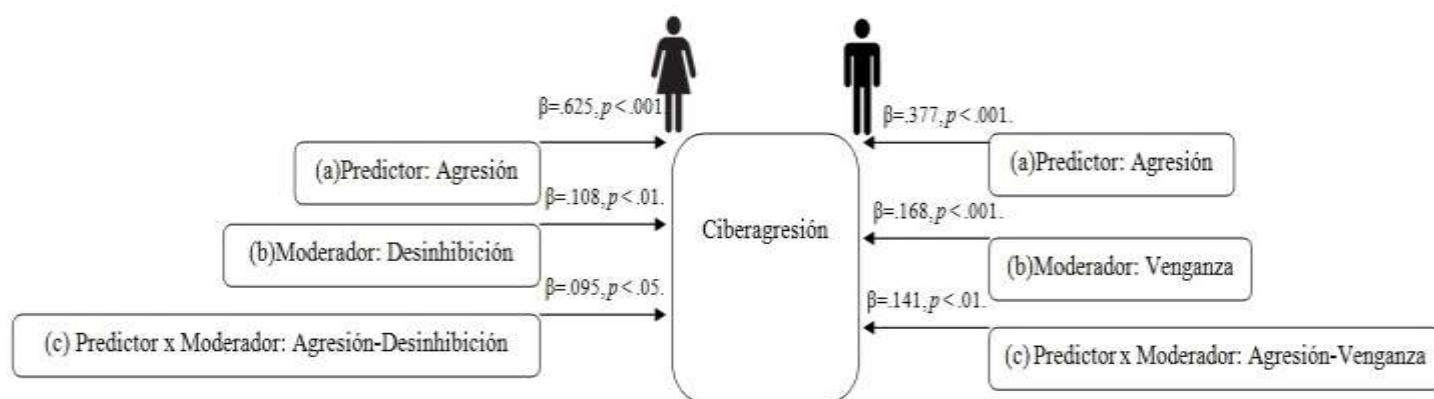 β=.625, p < .001.
(a)Predictor: Agresión
β=.108, p < .01.
(b)Moderador: Desinhibición
β=.095, p < .05.
(c) Predictor x Moderador: Agresión-Desinhibición
Ciberagresión
β=.377, p < .001.
(a)Predictor: Agresión
β=.168, p < .001.
(b)Moderador: Venganza
β=.141, p < .01.
(c) Predictor x Moderador: Agresión-Venganza